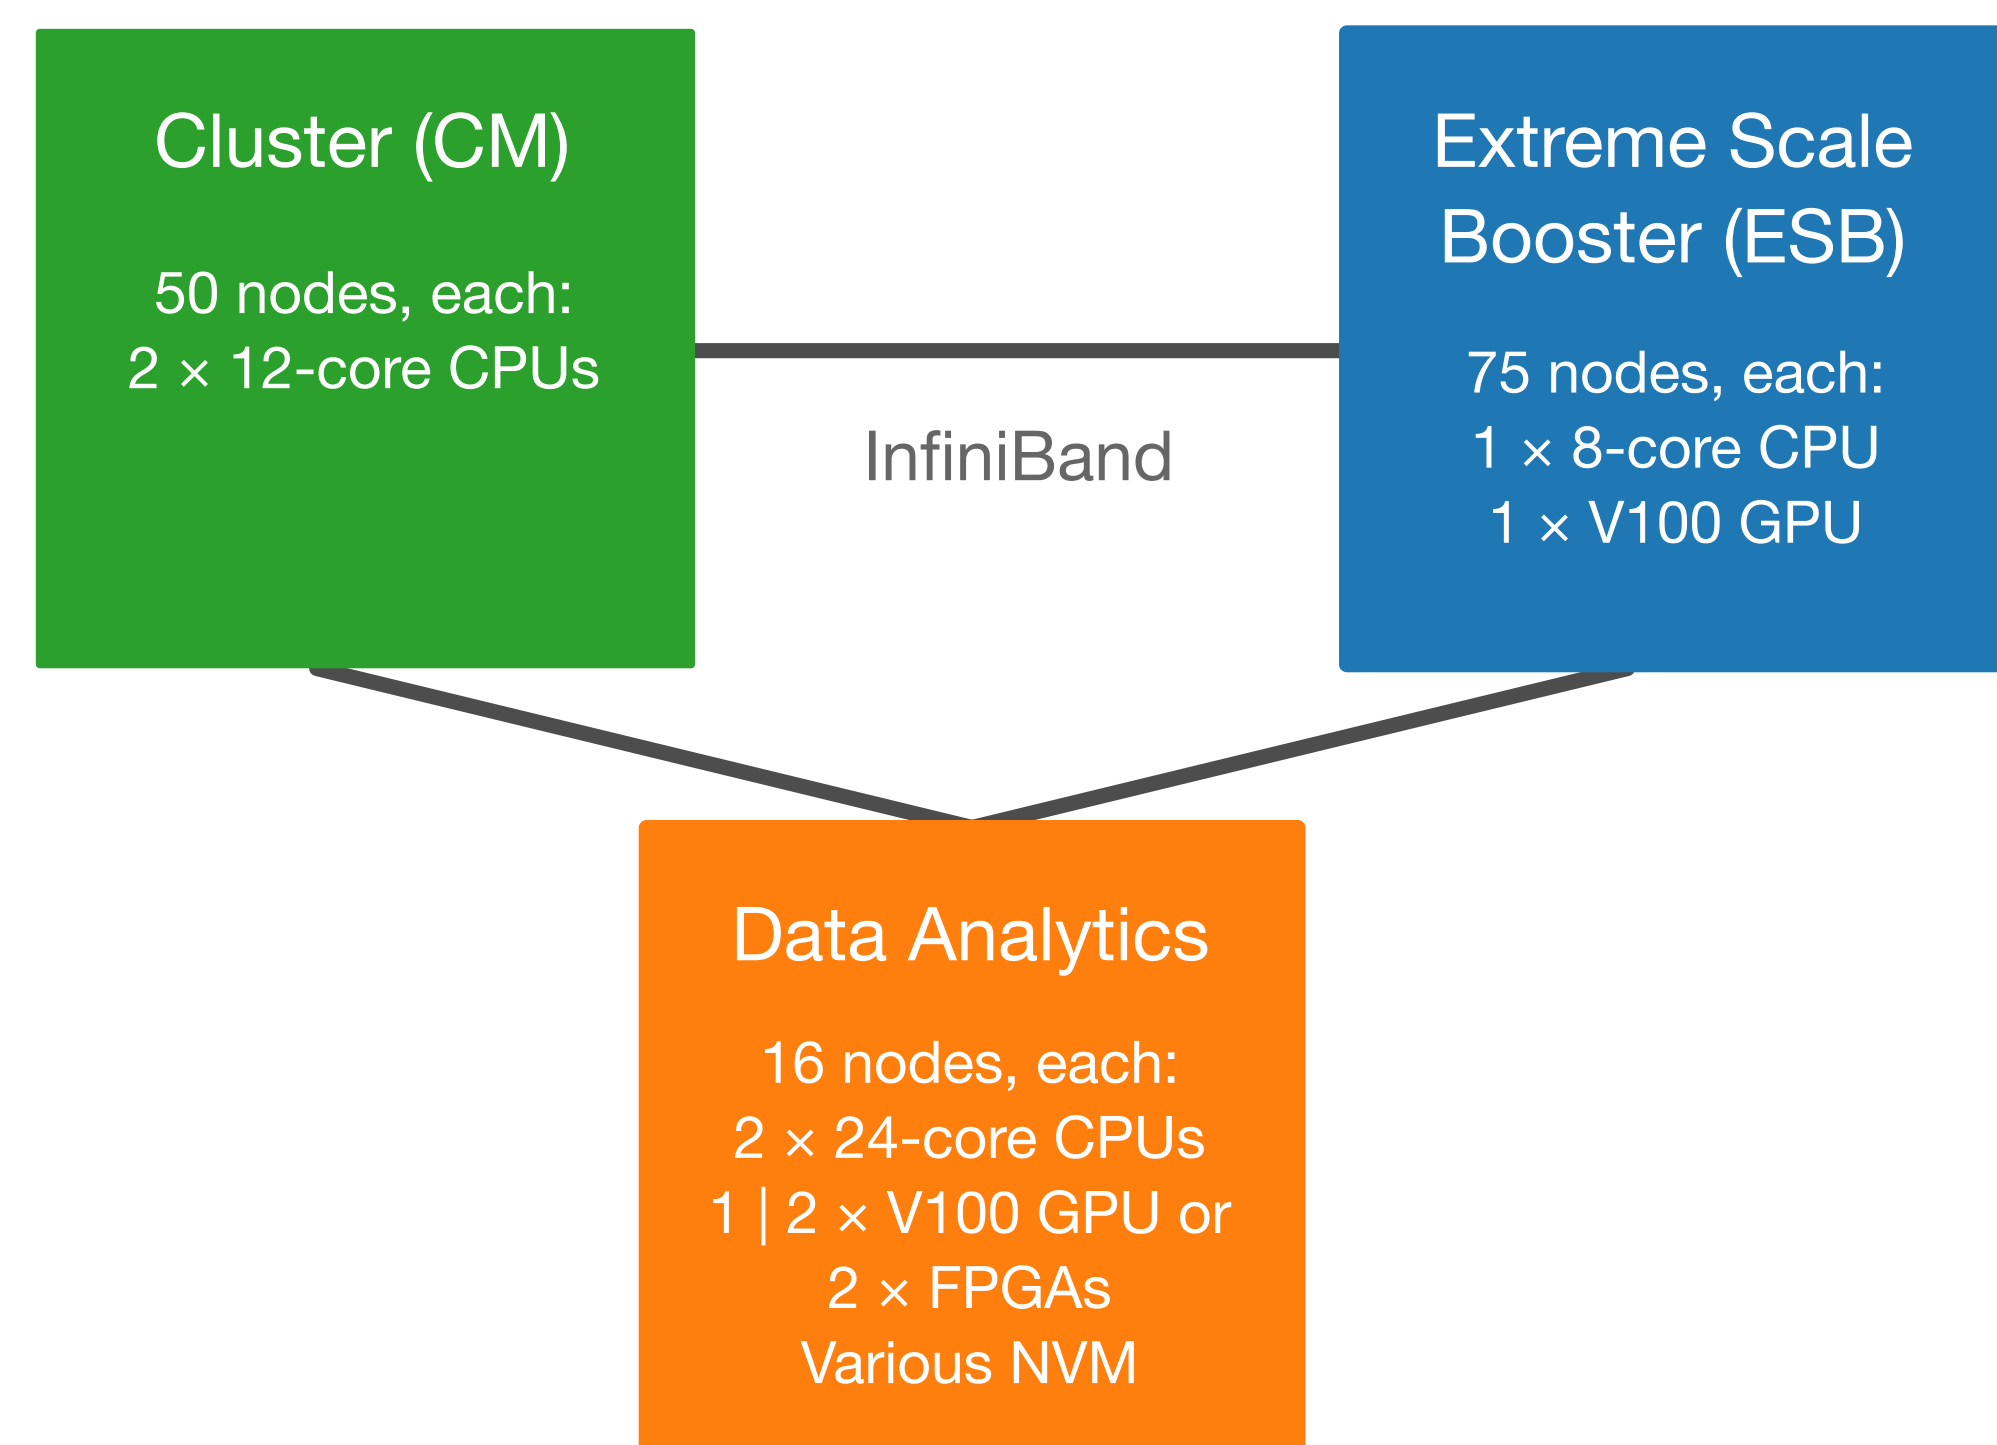 Cluster (CM)
50 nodes, each:
2 × 12-core CPUs
InfiniBand
Extreme Scale
Booster (ESB)
75 nodes, each:
1 × 8-core CPU
1 × V100 GPU
Data Analytics
16 nodes, each:
2 × 24-core CPUs
1 | 2 × V100 GPU or
2 × FPGAs
Various NVM